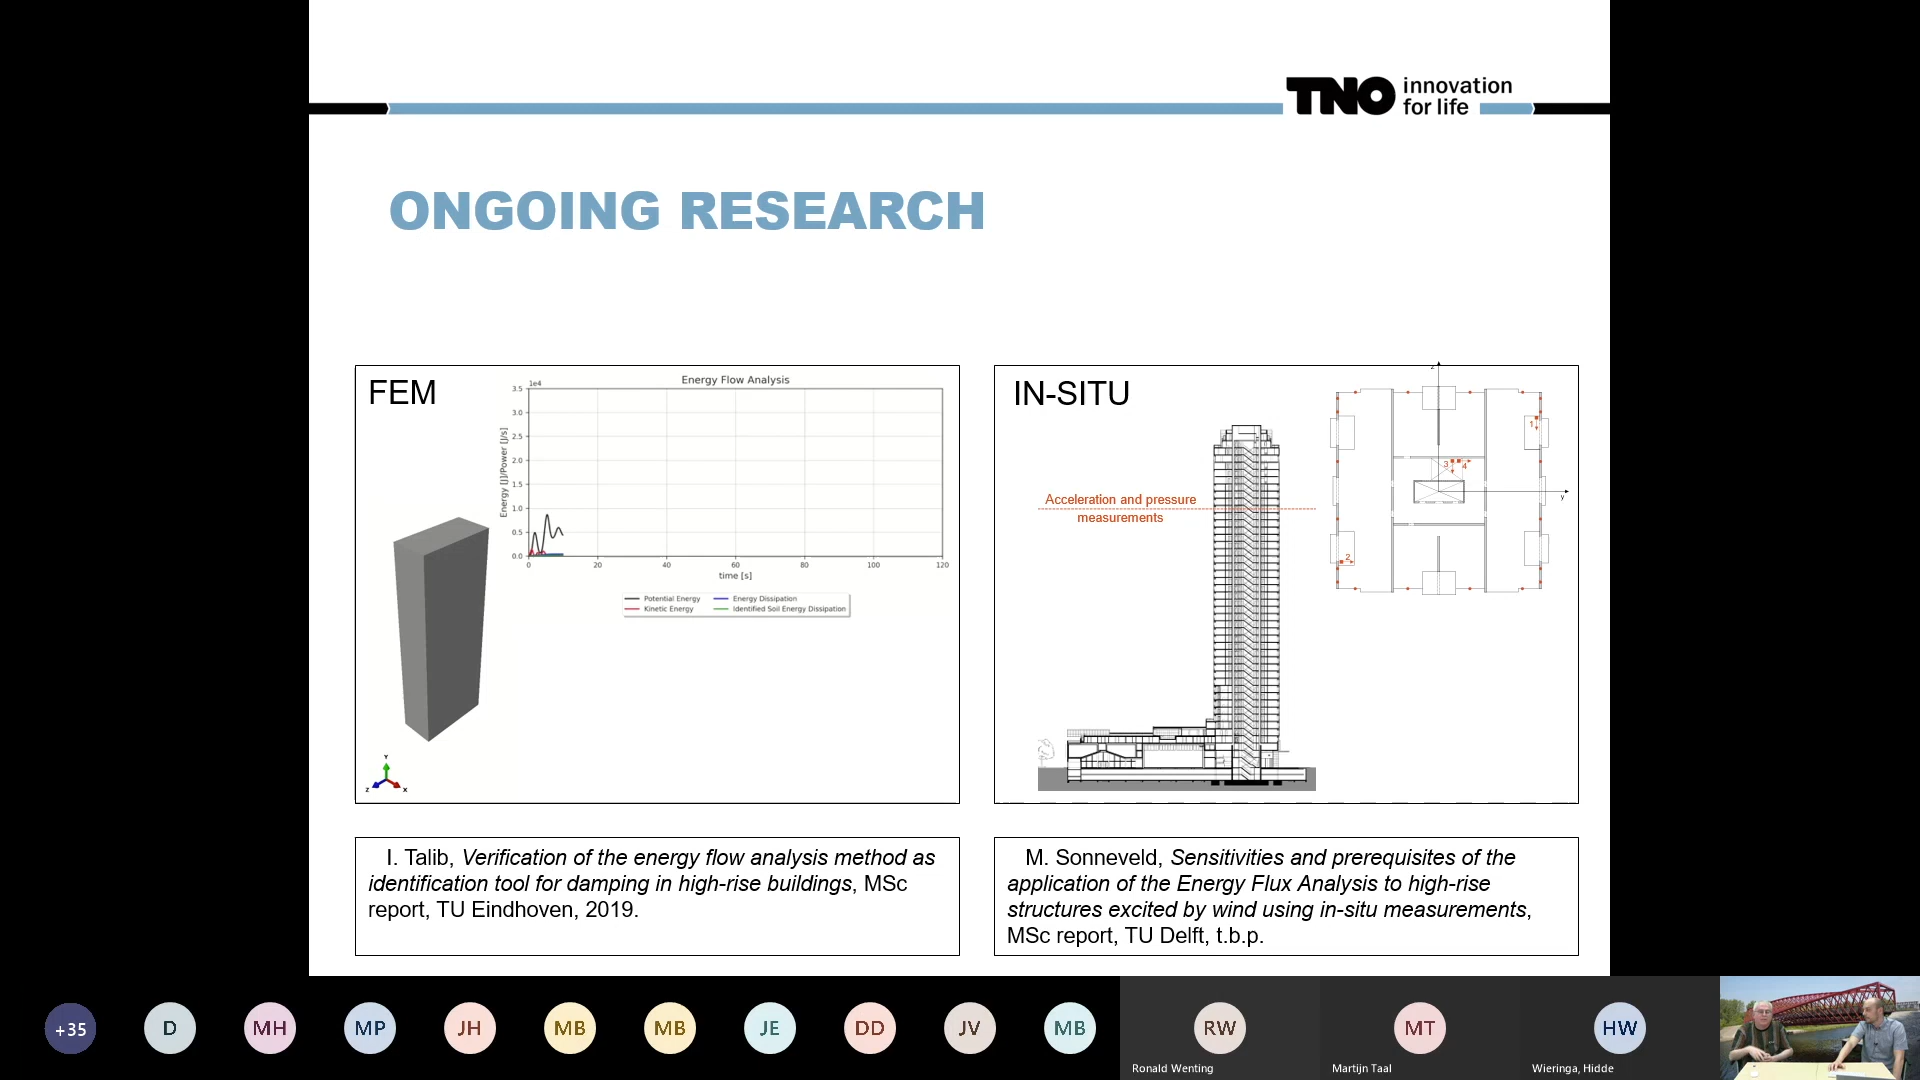 TNO innovation
for life
ONGOING RESEARCH
FEM
Energy Flow Analysis
1e4
3.5
3.0
2.5
2.0
1.5
1.0
0.5
0.0
Energy [J]/Power [J/s]
0 20 40 60 80 100 120
time [s]
Potential Energy Energy Dissipation
Kinetic Energy Identified Soil Energy Dissipation
Y
Z X
IN-SITU
Acceleration and pressure
measurements
z
1
3 4
y
2
I. Talib, Verification of the energy flow analysis method as
identification tool for damping in high-rise buildings, MSc
report, TU Eindhoven, 2019.
M. Sonneveld, Sensitivities and prerequisites of the
application of the Energy Flux Analysis to high-rise
structures excited by wind using in-situ measurements,
MSc report, TU Delft, t.b.p.
+35 D MH MP JH MB MB JE DD JV MB RW MT HW
Ronald Wenting Martijn Taal Wieringa, Hidde